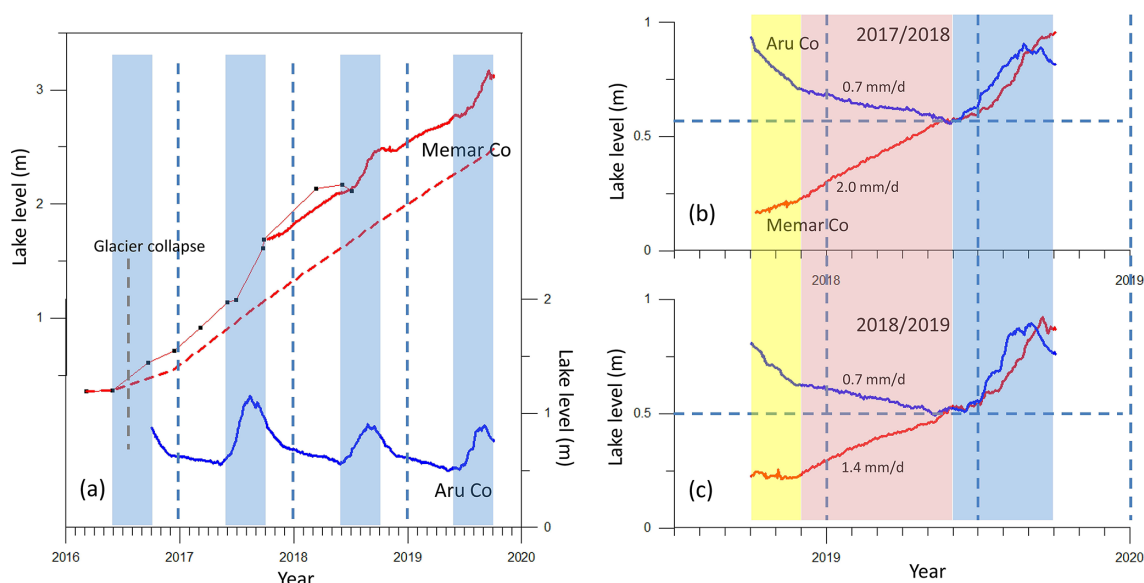 Lake level (m)
3
2
1
Glacier collapse
Memar Co
Aru Co
(a)
2
1
0
Lake level (m)
2016
2017
2018
2019
2020
Year
Lake level (m)
1
0.5
0
Aru Co
2017/2018
0.7 mm/d
2.0 mm/d
Memar Co
(b)
2018
2019
Lake level (m)
1
0.5
0
2018/2019
0.7 mm/d
1.4 mm/d
(c)
2019
2020
Year